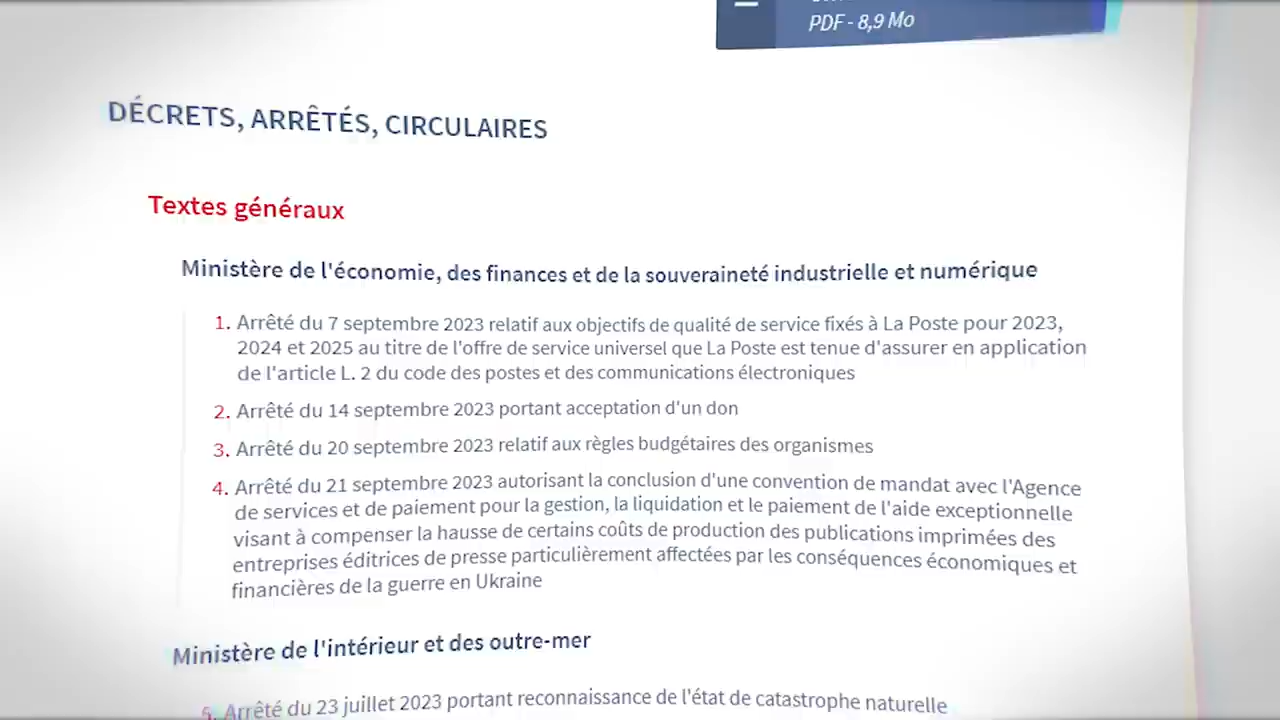 PDF - 8,9 Mo
DÉCRETS, ARRÊTÉS, CIRCULAIRES
Textes généraux
Ministère de l'économie, des finances et de la souveraineté industrielle et numérique
1. Arrêté du 7 septembre 2023 relatif aux objectifs de qualité de service fixés à La Poste pour 2023,
2024 et 2025 au titre de l'offre de service universel que La Poste est tenue d'assurer en application
de l'article L. 2 du code des postes et des communications électroniques
2. Arrêté du 14 septembre 2023 portant acceptation d'un don
3. Arrêté du 20 septembre 2023 relatif aux règles budgétaires des organismes
4. Arrêté du 21 septembre 2023 autorisant la conclusion d'une convention de mandat avec l'Agence
de services et de paiement pour la gestion, la liquidation et le paiement de l'aide exceptionnelle
visant à compenser la hausse de certains coûts de production des publications imprimées des
entreprises éditrices de presse particulièrement affectées par les conséquences économiques et
financières de la guerre en Ukraine
Ministère de l'intérieur et des outre-mer
5. Arrêté du 23 juillet 2023 portant reconnaissance de l'état de catastrophe naturelle